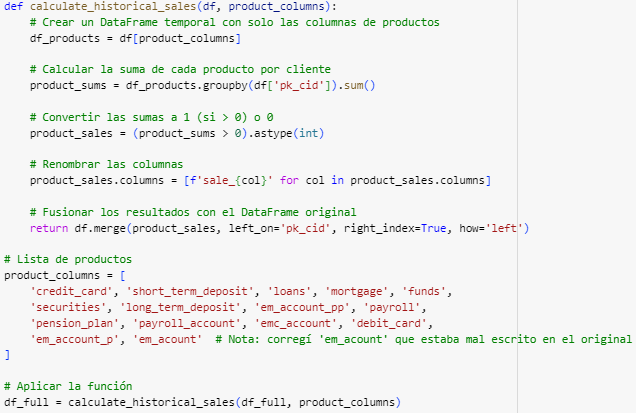 def calculate_historical_sales(df, product_columns):
    # Crear un DataFrame temporal con solo las columnas de productos
    df_products = df[product_columns]

    # Calcular la suma de cada producto por cliente
    product_sums = df_products.groupby(df['pk_cid']).sum()

    # Convertir las sumas a 1 (si > 0) o 0
    product_sales = (product_sums > 0).astype(int)

    # Renombrar las columnas
    product_sales.columns = [f'sale_{col}' for col in product_sales.columns]

    # Fusionar los resultados con el DataFrame original
    return df.merge(product_sales, left_on='pk_cid', right_index=True, how='left')

# Lista de productos
product_columns = [
    'credit_card', 'short_term_deposit', 'loans', 'mortgage', 'funds',
    'securities', 'long_term_deposit', 'em_account_pp', 'payroll',
    'pension_plan', 'payroll_account', 'emc_account', 'debit_card',
    'em_account_p', 'em_acount'  # Nota: corregí 'em_acount' que estaba mal escrito en el original
]

# Aplicar la función
df_full = calculate_historical_sales(df_full, product_columns)